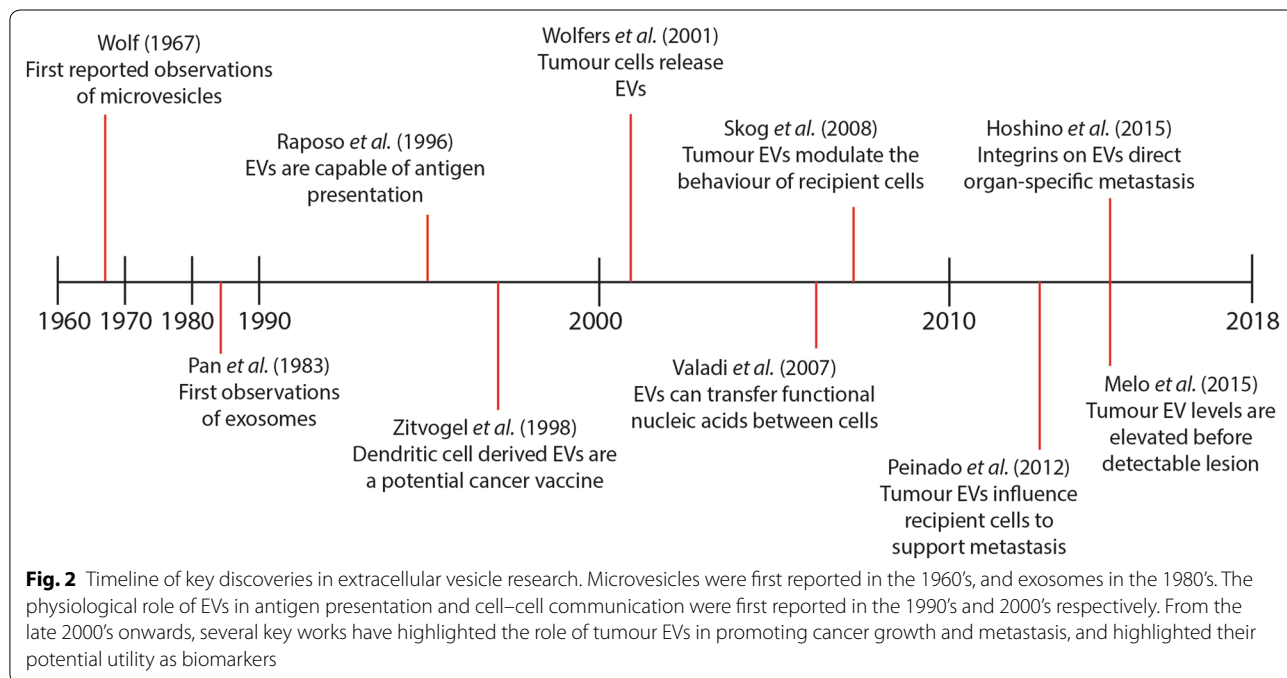 Wolf (1967)
First reported observations
of microvesicles
Raposo et al. (1996)
EVs are capable of antigen
presentation
Wolfers et al. (2001)
Tumour cells release
EVs
Skog et al. (2008)
Tumour EVs modulate the
behaviour of recipient cells
Hoshino et al. (2015)
Integrins on EVs direct
organ-specific metastasis
1960 1970 1980 1990 2000 2010 2018
Pan et al. (1983)
First observations
of exosomes
Zitvogel et al. (1998)
Dendritic cell derived EVs are
a potential cancer vaccine
Valadi et al. (2007)
EVs can transfer functional
nucleic acids between cells
Peinado et al. (2012)
Tumour EVs influence
recipient cells to
support metastasis
Melo et al. (2015)
Tumour EV levels are
elevated before
detectable lesion
Fig. 2 Timeline of key discoveries in extracellular vesicle research. Microvesicles were first reported in the 1960's, and exosomes in the 1980's. The
physiological role of EVs in antigen presentation and cell–cell communication were first reported in the 1990's and 2000's respectively. From the
late 2000's onwards, several key works have highlighted the role of tumour EVs in promoting cancer growth and metastasis, and highlighted their
potential utility as biomarkers